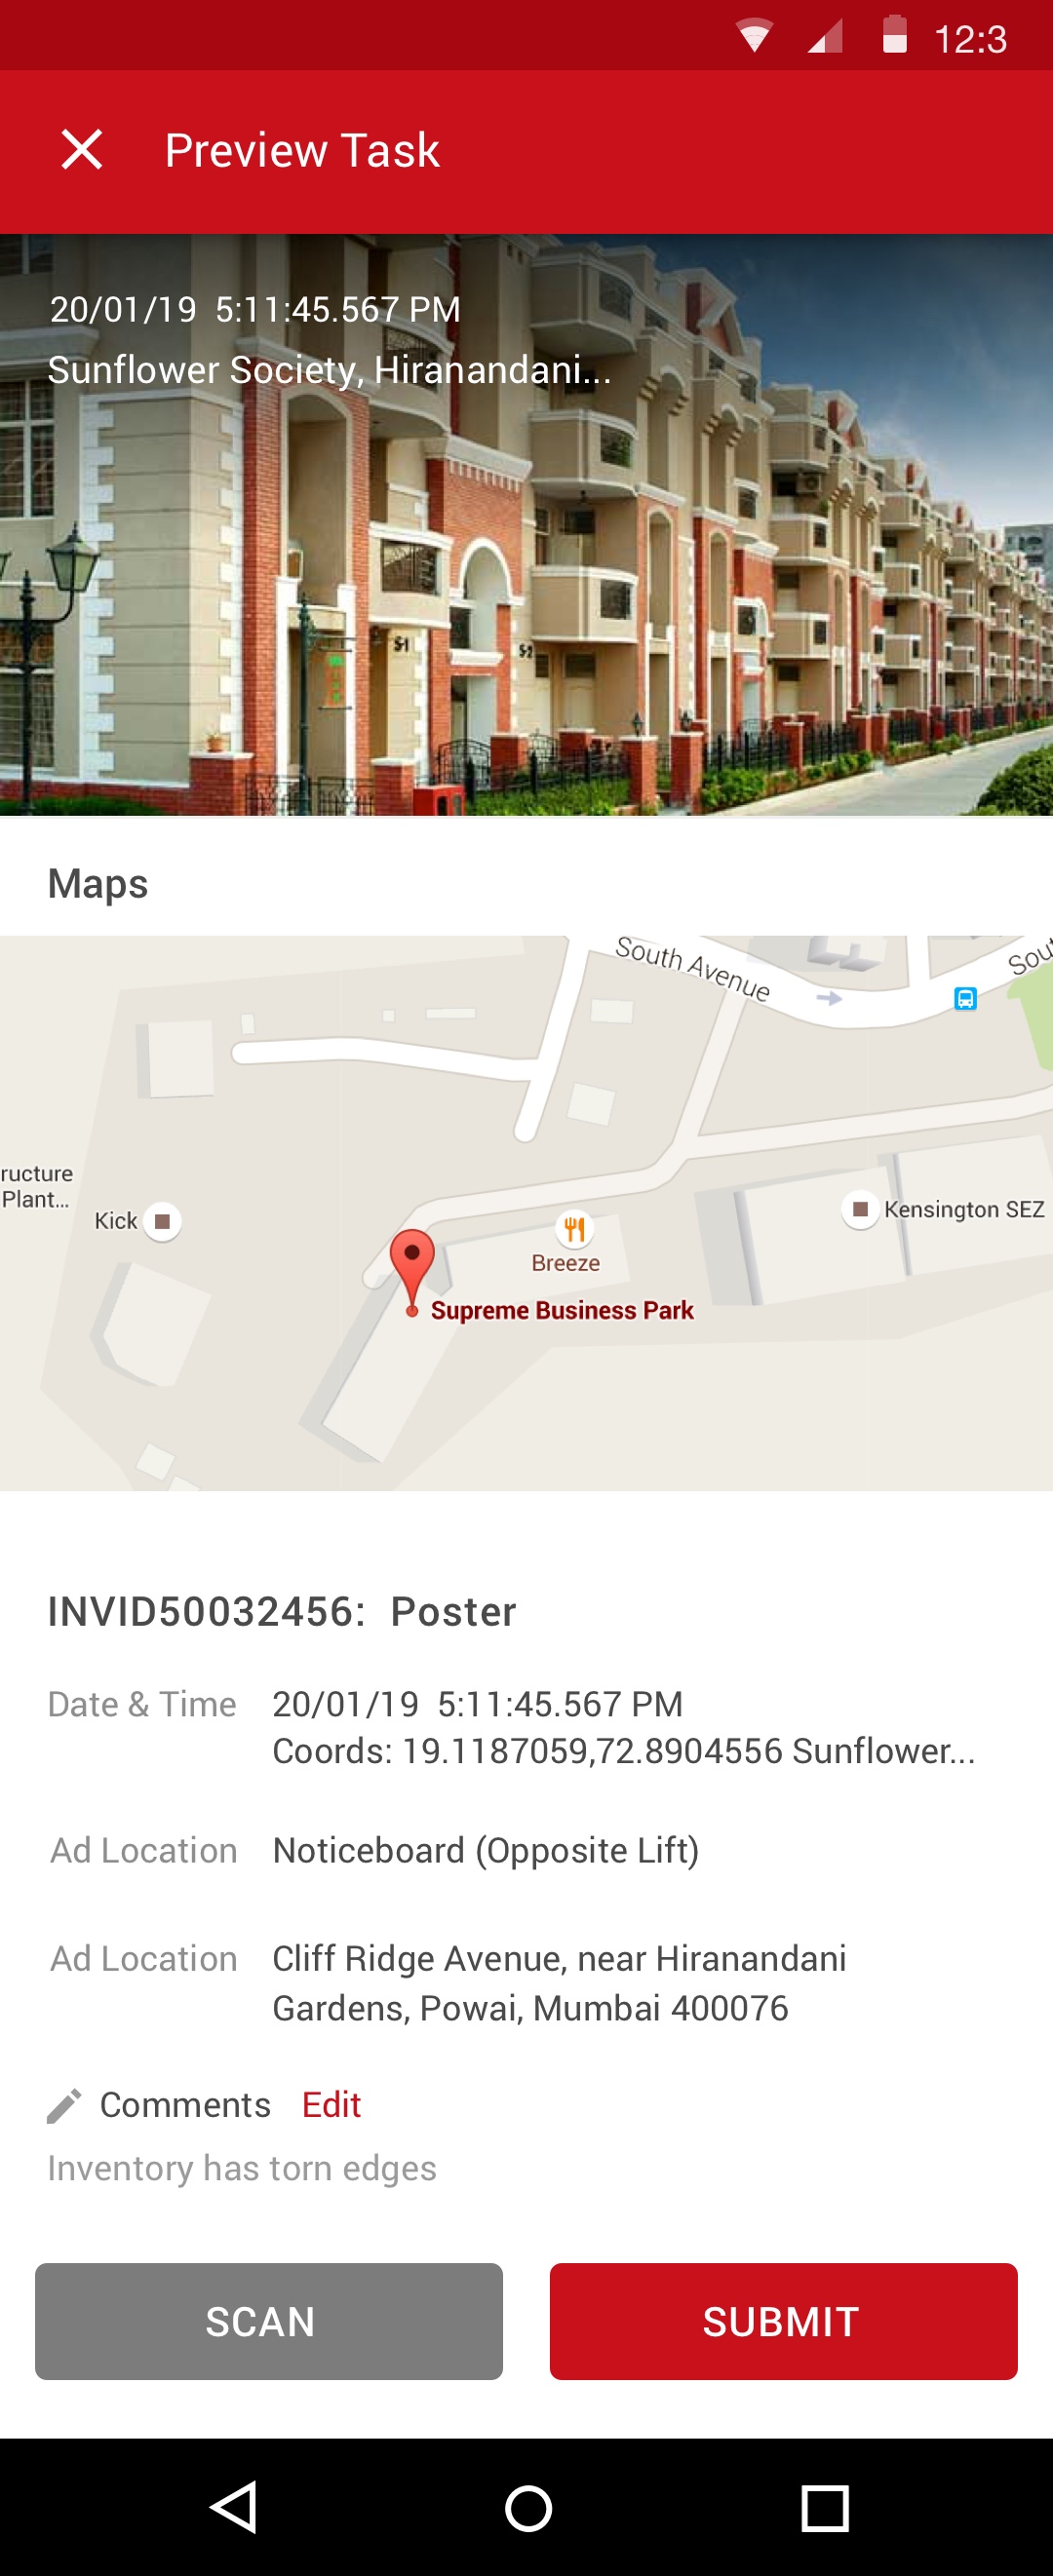 12:3
Preview Task
20/01/19 5:11:45.567 PM
Sunflower Society, Hiranandani...
S-1
S-2
Maps
South Avenue
Sout
ructure
Plant...
Kick
Kensington SEZ
Breeze
Supreme Business Park
INVID50032456: Poster
Date & Time 20/01/19 5:11:45.567 PM
Coords: 19.1187059,72.8904556 Sunflower...
Ad Location Noticeboard (Opposite Lift)
Ad Location Cliff Ridge Avenue, near Hiranandani
Gardens, Powai, Mumbai 400076
Comments Edit
Inventory has torn edges
SCAN SUBMIT